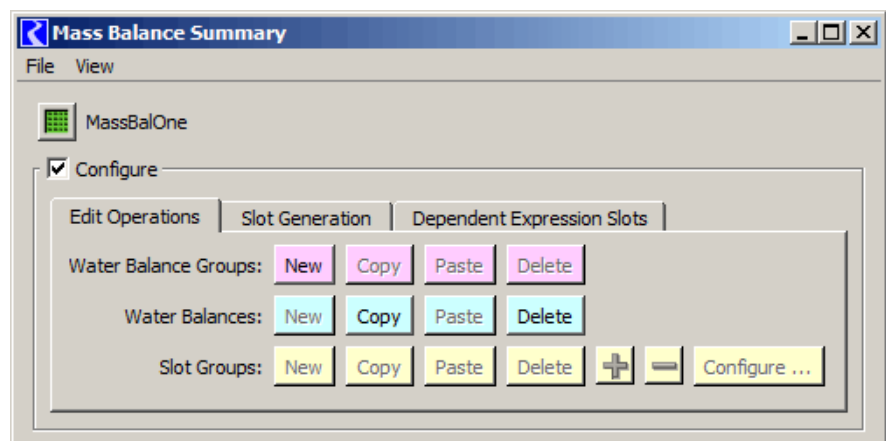 Mass Balance Summary
File View
MassBalOne
Configure
Edit Operations Slot Generation Dependent Expression Slots
Water Balance Groups: New Copy Paste Delete
Water Balances: New Copy Paste Delete
Slot Groups: New Copy Paste Delete Configure ...